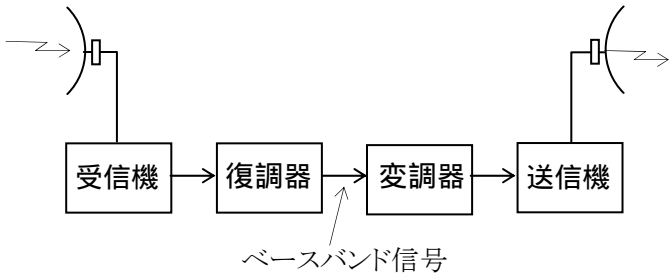 受信機
復調器
変調器
送信機
ベースバンド信号